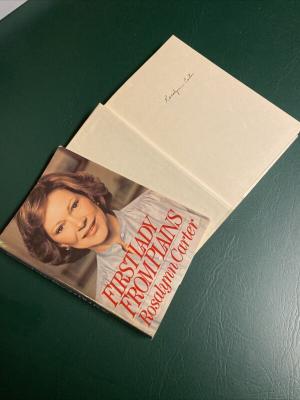 FIRST LADY
FROM PLAINS
Rosalynn Carter